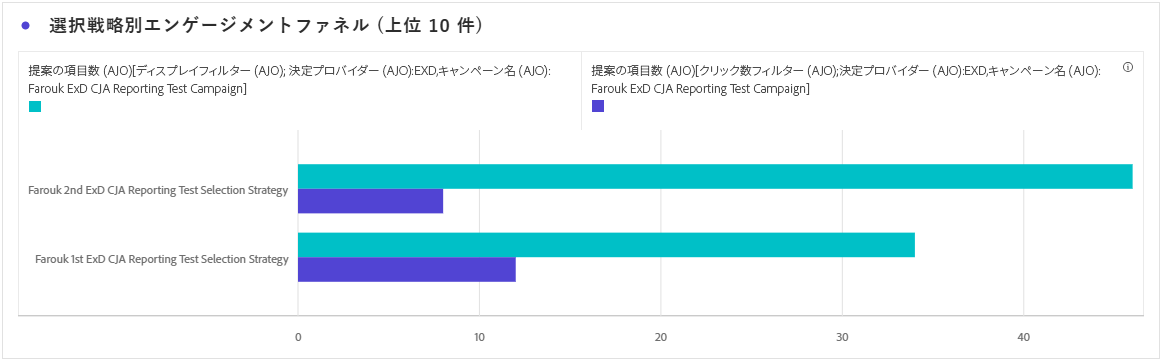 選択戦略別エンゲージメントファネル (上位 10 件)
提案の項目数 (AJO)[ディスプレイフィルター (AJO); 決定プロバイダー (AJO):EXD,キャンペーン名 (AJO):
Farouk ExD CJA Reporting Test Campaign]
提案の項目数 (AJO)[クリック数フィルター (AJO);決定プロバイダー (AJO):EXD,キャンペーン名 (AJO):
Farouk ExD CJA Reporting Test Campaign]
Farouk 2nd ExD CJA Reporting Test Selection Strategy
Farouk 1st ExD CJA Reporting Test Selection Strategy
0 10 20 30 40